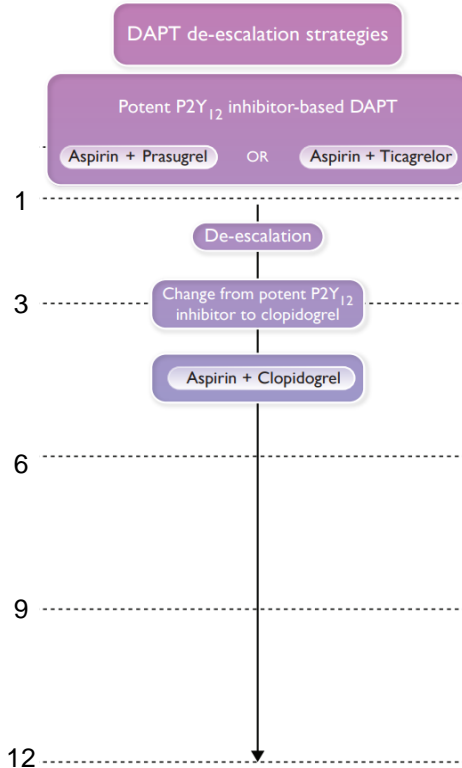 DAPT de-escalation strategies
Potent P2Y12 inhibitor-based DAPT
Aspirin + Prasugrel OR Aspirin + Ticagrelor
1
De-escalation
3
Change from potent P2Y12
inhibitor to clopidogrel
Aspirin + Clopidogrel
6
9
12